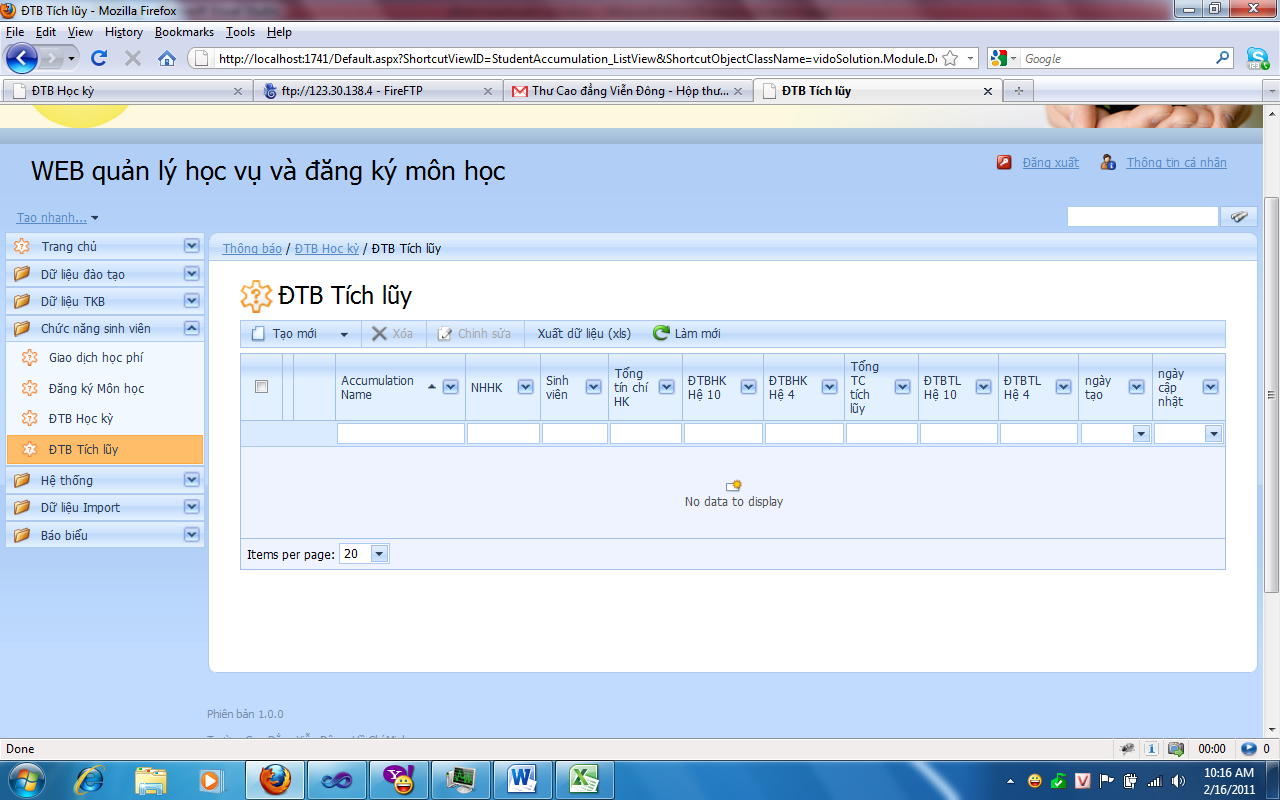 ĐTB Tích lũy - Mozilla Firefox
File Edit View History Bookmarks Tools Help
http://localhost:1741/Default.aspx?ShortcutViewID=StudentAccumulation_ListView&ShortcutObjectClassName=vidoSolution.Module.Do
Google
ĐTB Học kỳ
ftp://123.30.138.4 - FireFTP
Thư Cao đẳng Viễn Đông - Hộp thư...
ĐTB Tích lũy
WEB quản lý học vụ và đăng ký môn học
Đăng xuất
Thông tin cá nhân
Tạo nhanh...
Trang chủ
Dữ liệu đào tạo
Dữ liệu TKB
Chức năng sinh viên
Giao dịch học phí
Đăng ký Môn học
ĐTB Học kỳ
ĐTB Tích lũy
Hệ thống
Dữ liệu Import
Báo biểu
Thông báo / ĐTB Học kỳ / ĐTB Tích lũy
ĐTB Tích lũy
Tạo mới Xóa Chỉnh sửa Xuất dữ liệu (xls) Làm mới
Accumulation
Name
NHHK
Sinh
viên
Tổng
tín chỉ
HK
ĐTBHK
Hệ 10
ĐTBHK
Hệ 4
Tổng
TC
tích
lũy
ĐTBTL
Hệ 10
ĐTBTL
Hệ 4
ngày
tạo
ngày
cập
nhật
No data to display
Items per page: 20
Phiên bản 1.0.0
Done
00:00
0
10:16 AM
2/16/2011